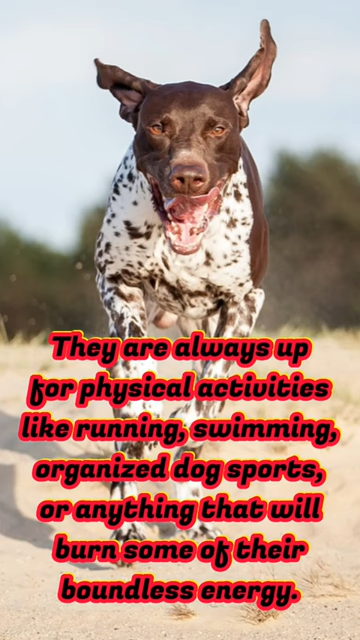 They are always up
for physical activities
like running, swimming,
organized dog sports,
or anything that will
burn some of their
boundless energy.